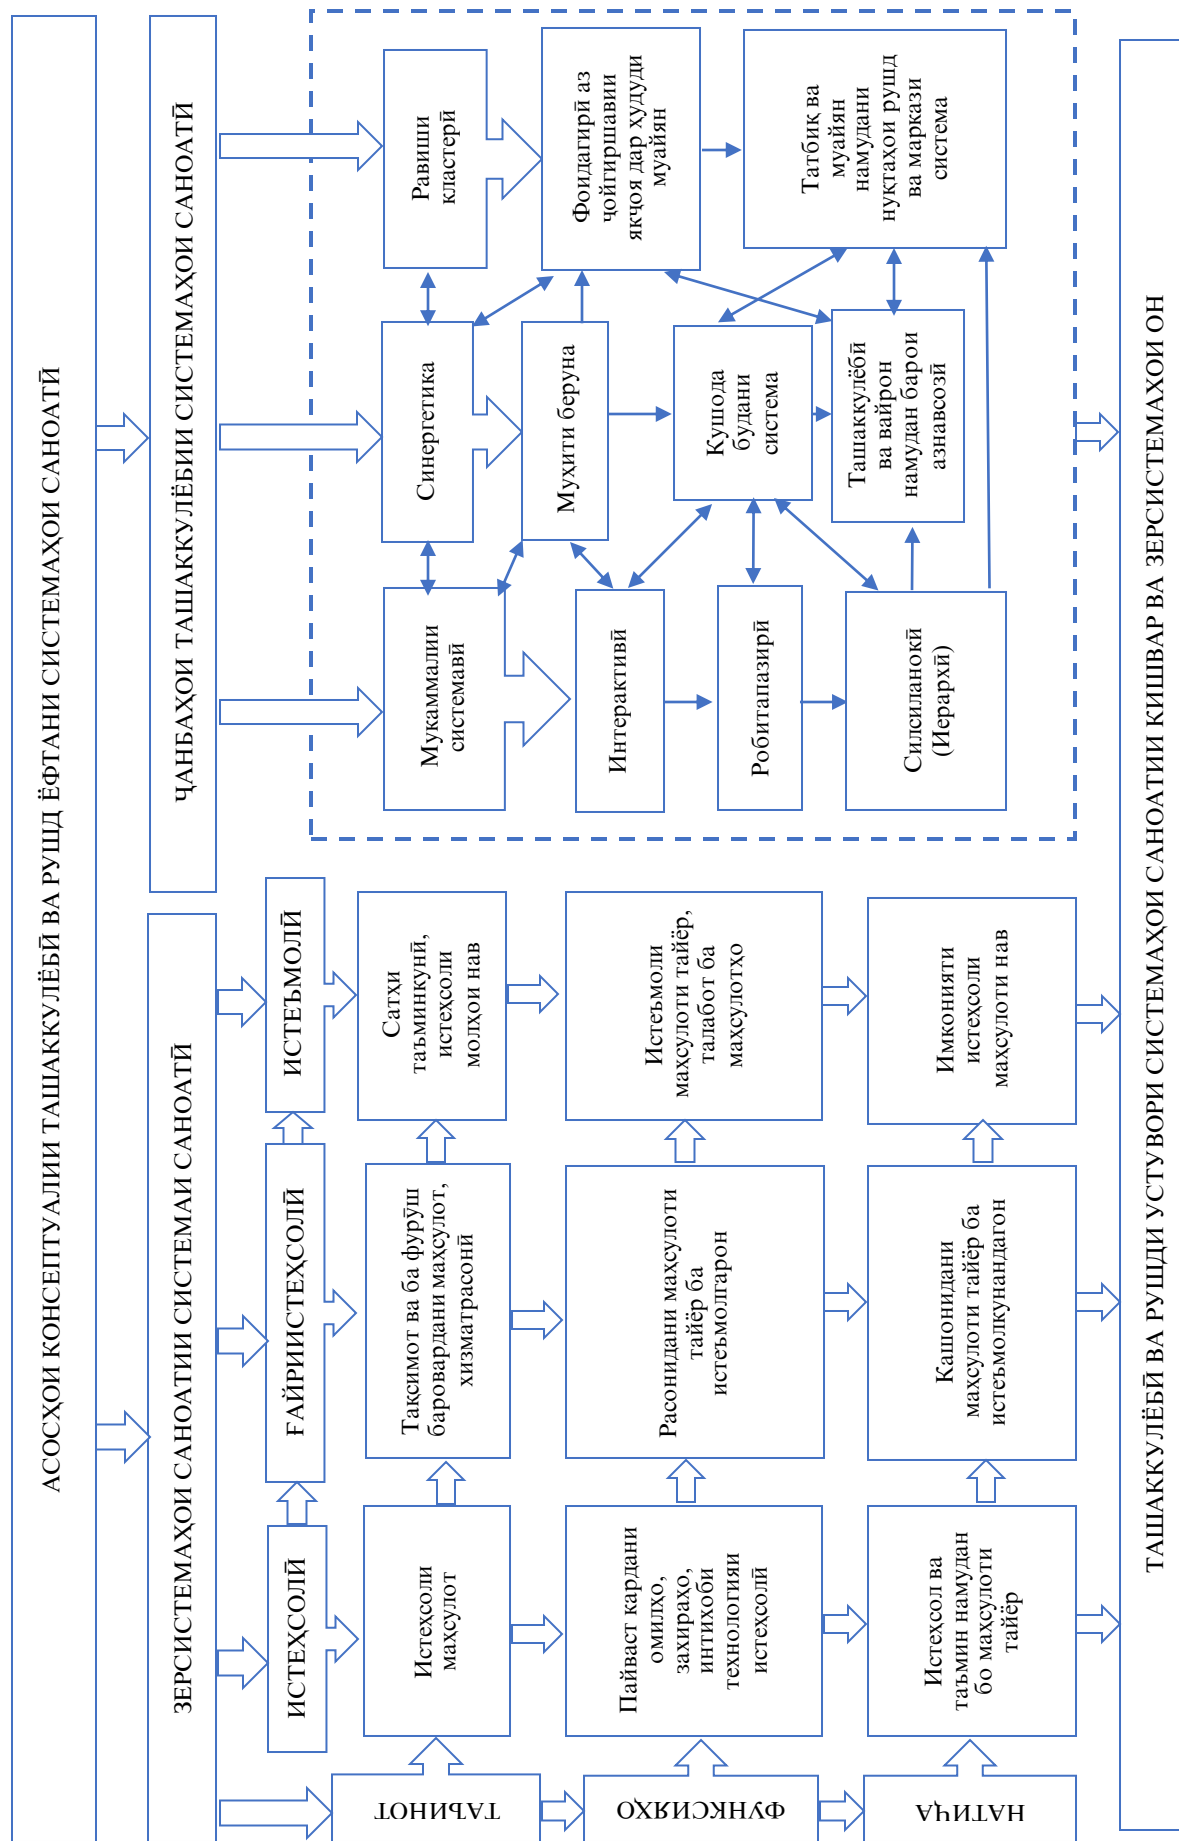 АСОСҲОИ КОНСЕПТУАЛИИ ТАШАККУЛЁБӢ ВА РУШД ЁФТАНИ СИСТЕМАҲОИ САНОАТӢ
ЗЕРСИСТЕМАҲОИ САНОАТИИ СИСТЕМАИ САНОАТӢ
ҶАНБАҲОИ ТАШАККУЛЁБИИ СИСТЕМАҲОИ САНОАТӢ
ИСТЕҲСОЛӢ
ҒАЙРИИСТЕҲСОЛӢ
ИСТЕЪМОЛӢ
ТАЪИНОТ
Истеҳсоли
маҳсулот
Тақсимот ва ба фурӯш
баровардани маҳсулот,
хизматрасонӣ
Сатҳи
таъминкунӣ,
истеҳсоли
молҳои нав
ФУНКСИЯҲО
Пайваст кардани
омилҳо,
захираҳо,
интихоби
технологияи
истеҳсолӣ
Расонидани маҳсулоти
тайёр ба
истеъмолгарон
Истеъмоли
маҳсулоти тайёр,
талабот ба
маҳсулотҳо
НАТИҶА
Истеҳсол ва
таъмин намудан
бо маҳсулоти
тайёр
Кашонидани
маҳсулоти тайёр ба
истеъмолкунандагон
Имконияти
истеҳсоли
маҳсулоти нав
Мукаммалии
системавӣ
Синергетика
Равиши
кластерӣ
Интерактивӣ
Муҳити беруна
Фоидагирӣ аз
ҷойгиршавии
якҷоя дар ҳудуди
муайян
Робитапазирӣ
Кушода
будани
система
Силсиланокӣ
(Иерархӣ)
Ташаккулёбӣ
ва вайрон
намудан барои
азнавсозӣ
Татбиқ ва
муайян
намудани
нуқтаҳои рушд
ва маркази
система
ТАШАККУЛЁБӢ ВА РУШДИ УСТУВОРИ СИСТЕМАҲОИ САНОАТИИ КИШВАР ВА ЗЕРСИСТЕМАХОИ ОН